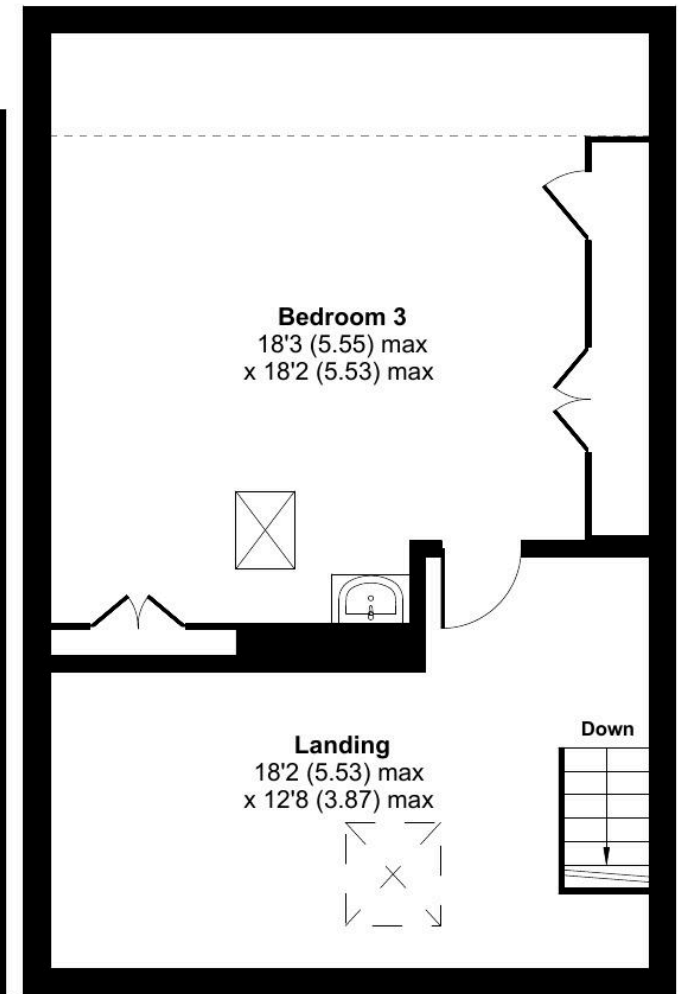 Bedroom 3
18'3 (5.55) max
x 18'2 (5.53) max
Landing
18'2 (5.53) max
x 12'8 (3.87) max
Down